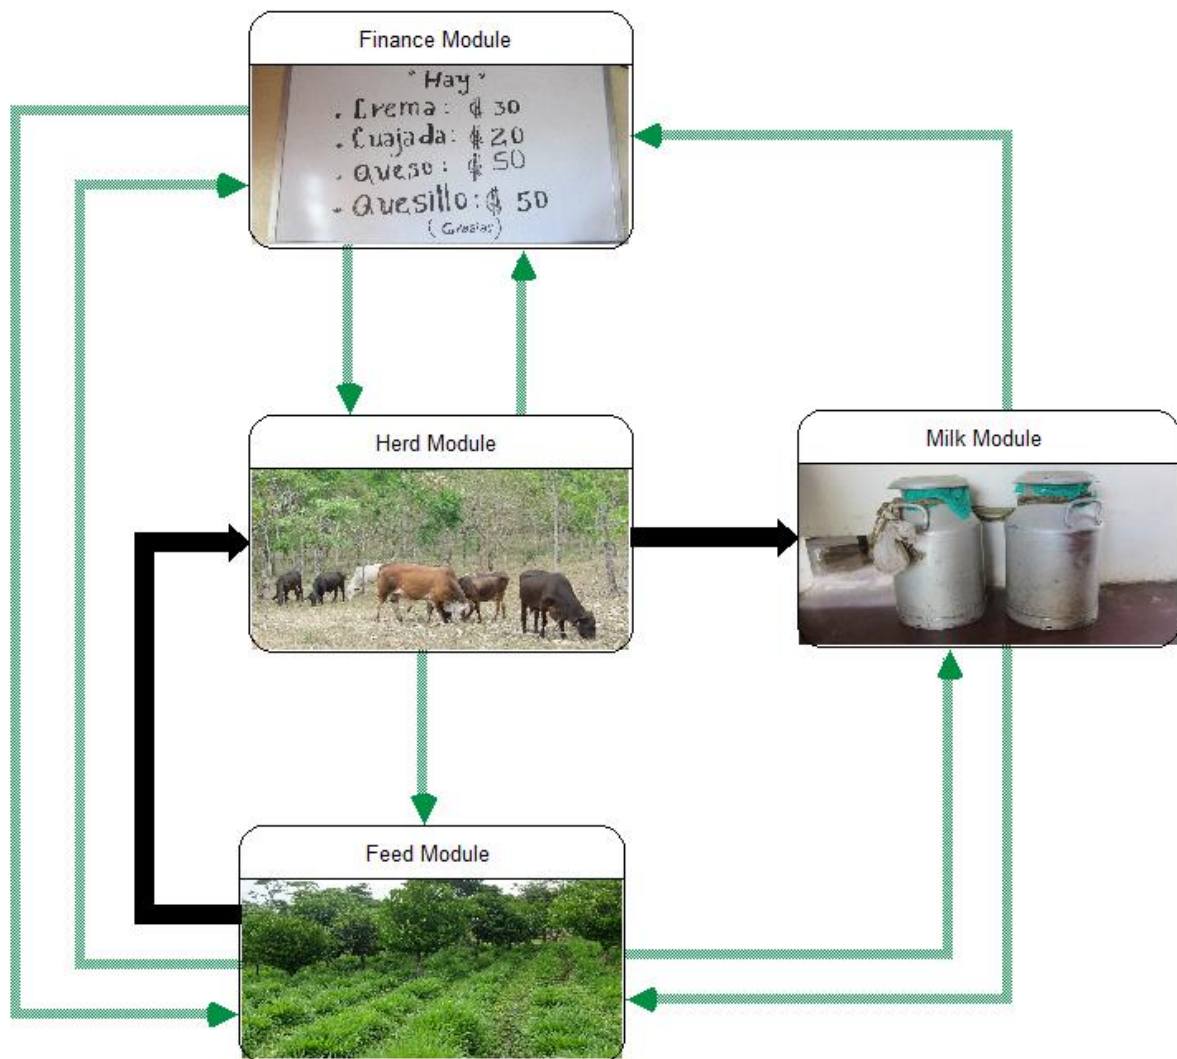 Finance Module
"Hay"
. Crema: ₡ 30
. Cuajada: ₡ 20
. Queso: ₡ 50
- Quesillo: ₡ 50
(Gracias)
Herd Module
Milk Module
Feed Module